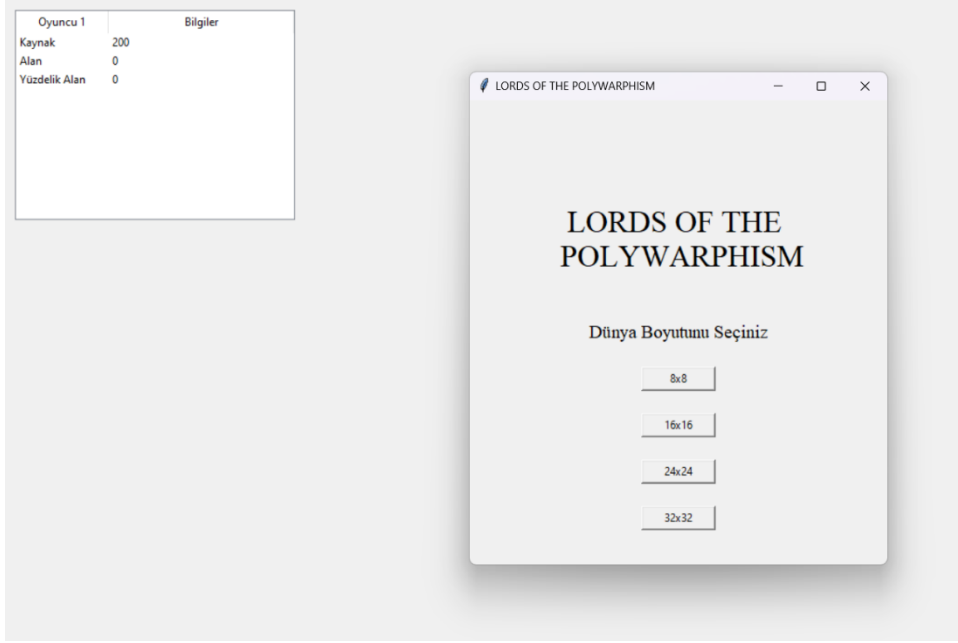 Oyuncu 1 Bilgiler
Kaynak 200
Alan 0
Yüzdelik Alan 0
LORDS OF THE POLYWARPHISM
LORDS OF THE
POLYWARPHISM
Dünya Boyutunu Seçiniz
8x8
16x16
24x24
32x32